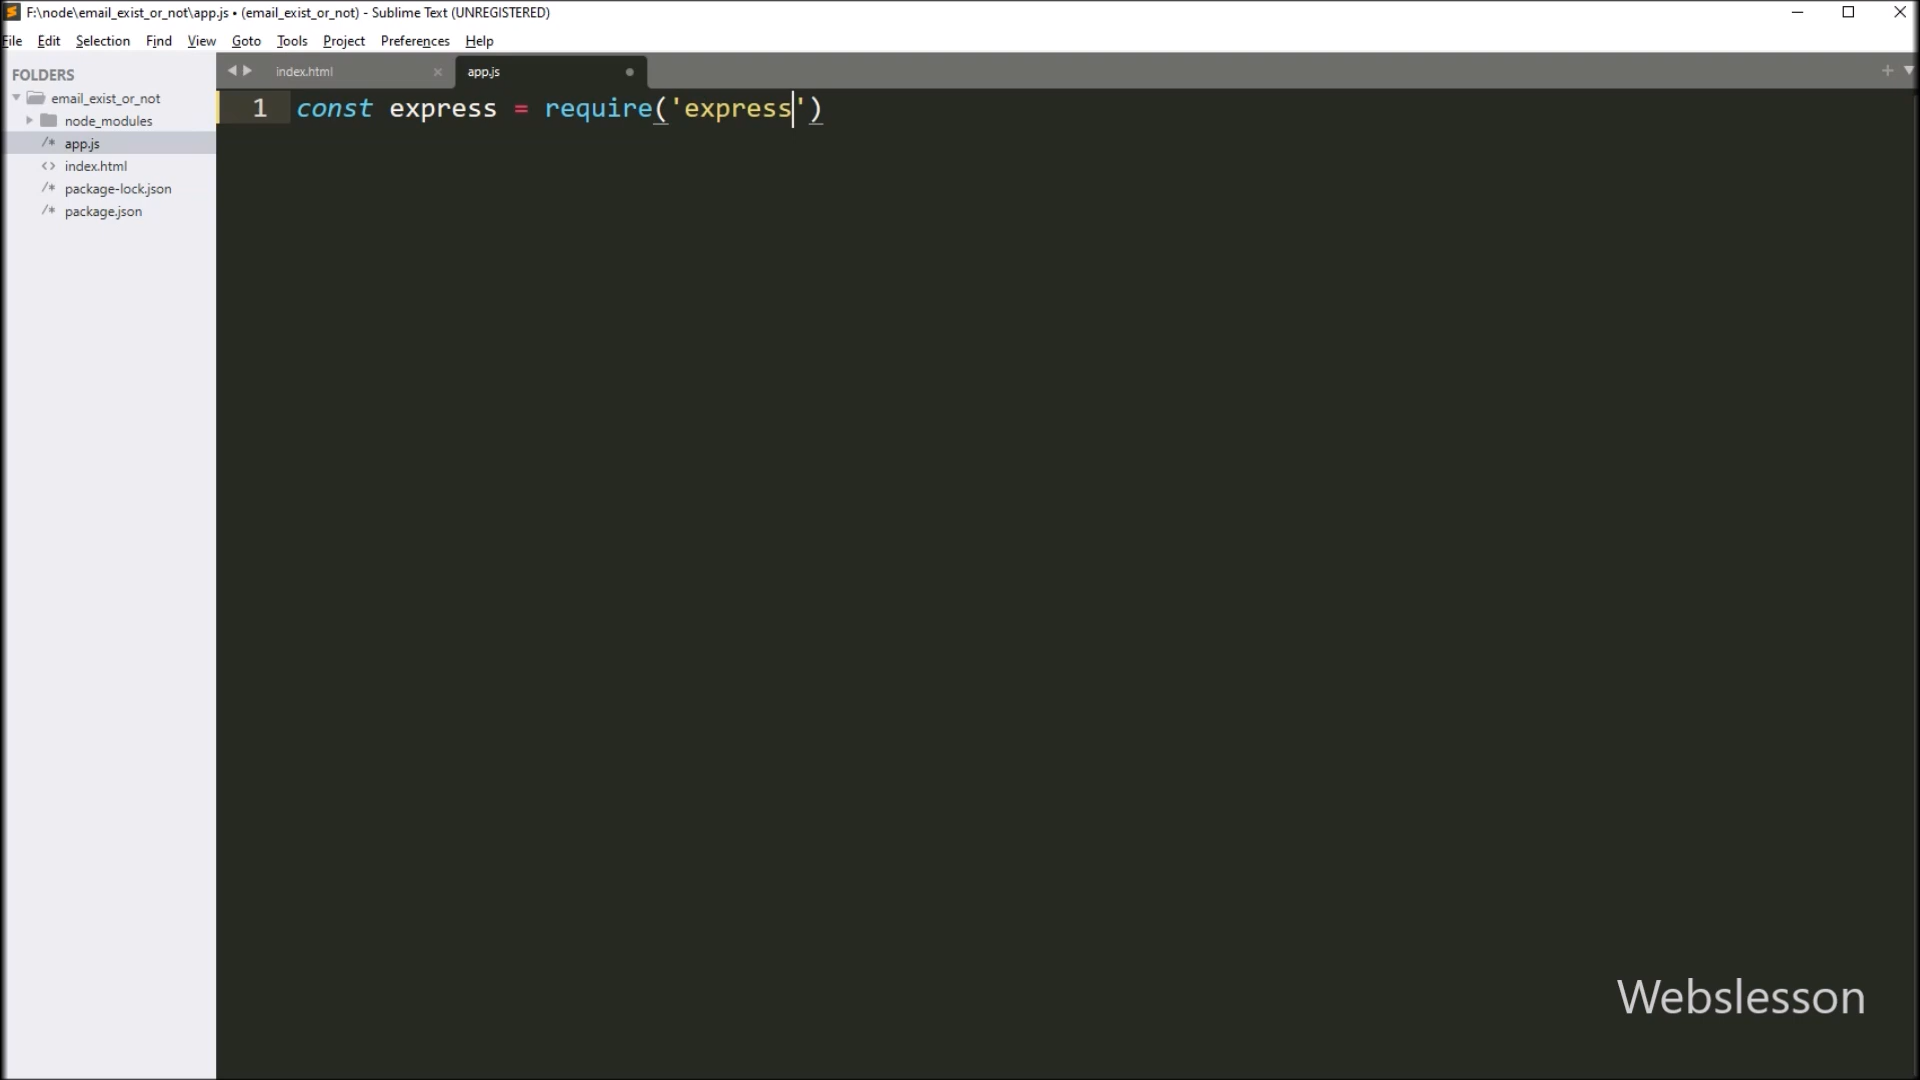 F:\node\email_exist_or_not\app.js • (email_exist_or_not) - Sublime Text (UNREGISTERED)
File Edit Selection Find View Goto Tools Project Preferences Help
FOLDERS
email_exist_or_not
node_modules
/* app.js
<> index.html
/* package-lock.json
/* package.json
index.html
app.js
1 const express = require('express')
Webslesson